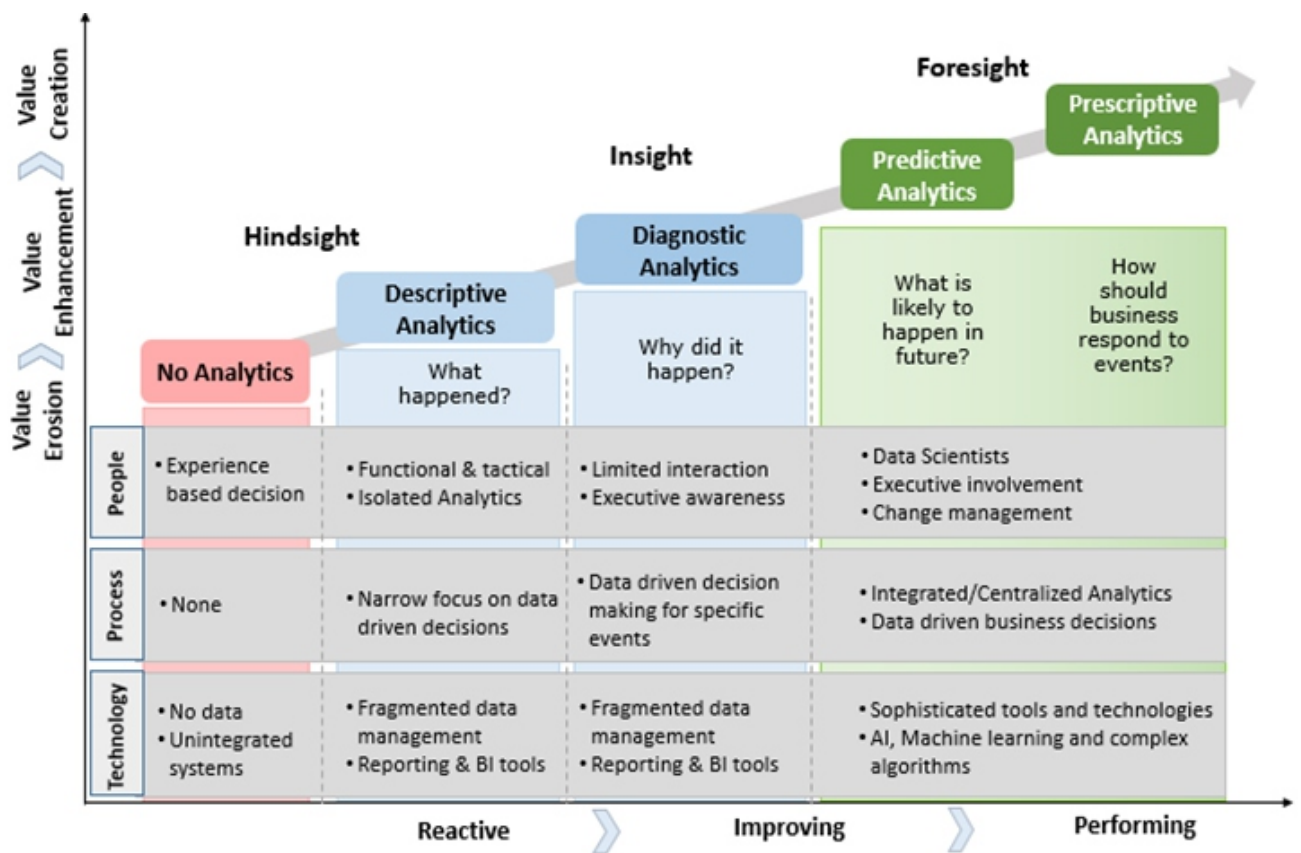 Value
Creation
Value
Enhancement
Value
Erosion
Foresight
Insight
Hindsight
Prescriptive
Analytics
Predictive
Analytics
Diagnostic
Analytics
Descriptive
Analytics
No Analytics
What
happened?
Why did it
happen?
What is
likely to
happen in
future?
How
should
business
respond to
events?
People
• Experience
based decision
• Functional & tactical
• Isolated Analytics
• Limited interaction
• Executive awareness
• Data Scientists
• Executive involvement
• Change management
Process
• None
• Narrow focus on data
driven decisions
• Data driven decision
making for specific
events
• Integrated/Centralized Analytics
• Data driven business decisions
Technology
• No data
• Unintegrated
systems
• Fragmented data
management
• Reporting & BI tools
• Fragmented data
management
• Reporting & BI tools
• Sophisticated tools and technologies
• AI, Machine learning and complex
algorithms
Reactive
Improving
Performing